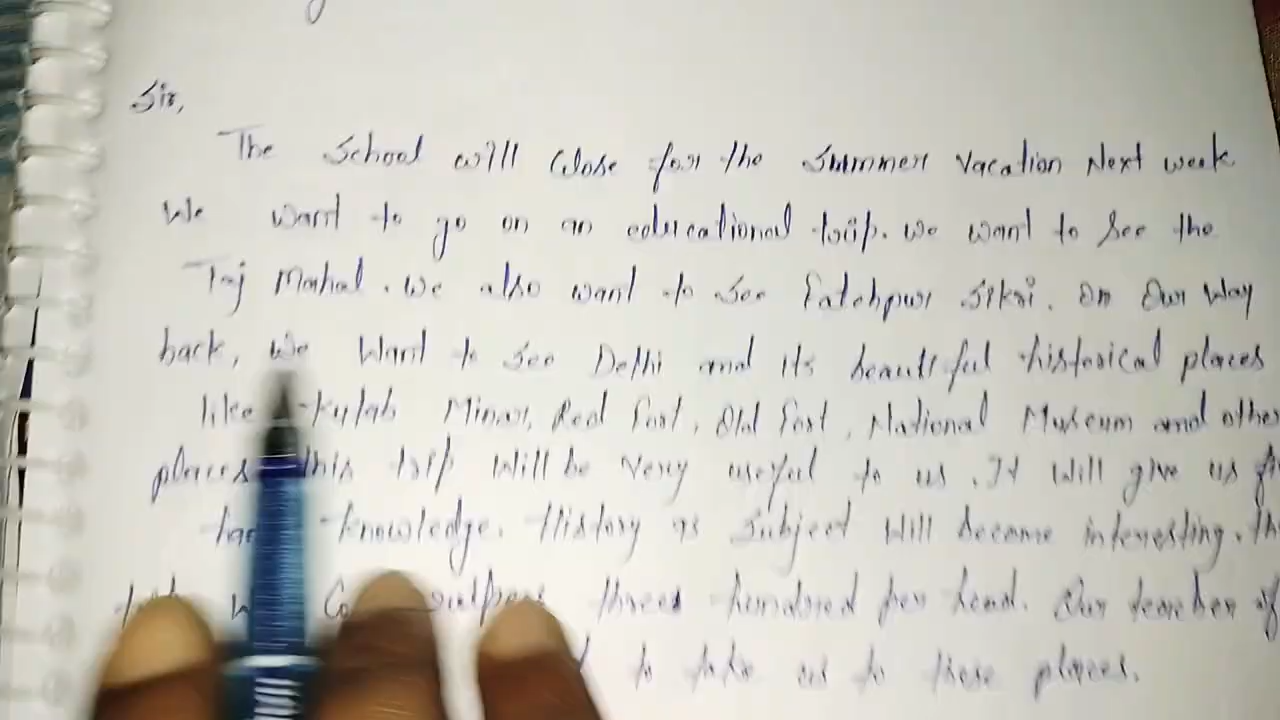 Sir,
The School will Close for the Summer Vacation Next week
We want to go on an educational trip. we want to See the
Taj Mahal. We also want to See Fatehpur Sikri. On Our Way
back, We Want to See Delhi and its beautiful historical places
like Kutab Minar, Red Fort, Old Fort, National Museum and other
places this trip Will be Very useful to us. It will give us
knowledge. History as Subject Will become interesting.
three hundred per head. Our teacher of
to take us to these places.